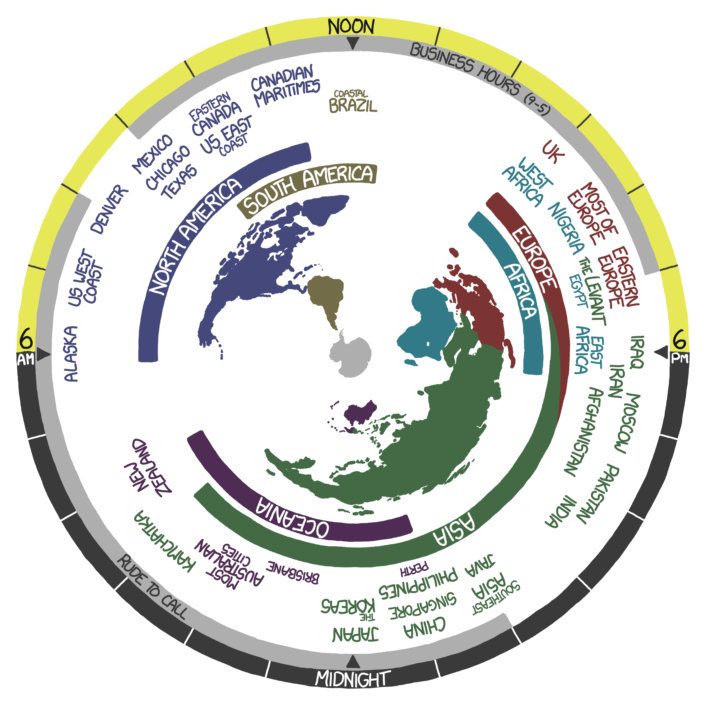 NOON
BUSINESS HOURS (9-5)
CANADIAN
MARITIMES
COASTAL
BRAZIL
EASTERN
CANADA
US EAST
COAST
MEXICO
CHICAGO
TEXAS
DENVER
US WEST
COAST
ALASKA
6
AM
NORTH AMERICA
SOUTH AMERICA
EUROPE
AFRICA
UK
WEST
AFRICA
NIGERIA
MOST OF
EUROPE
EASTERN
EUROPE
THE LEVANT
EGYPT
EAST
AFRICA
6
PM
IRAQ
IRAN
MOSCOW
AFGHANISTAN
PAKISTAN
INDIA
ASIA
OCEANIA
NEW
ZEALAND
KAMCHATKA
MOST
AUSTRALIAN
CITIES
BRISBANE
PERTH
THE
KOREAS
JAPAN
PHILIPPINES
SINGAPORE
CHINA
JAVA
SOUTHEAST
ASIA
RUDE TO CALL
MIDNIGHT